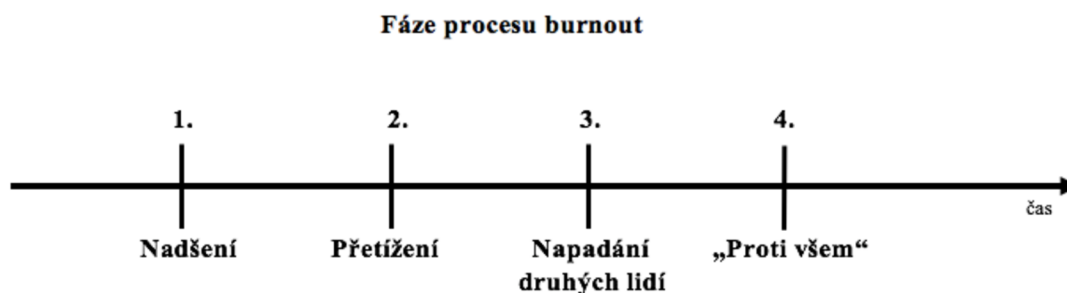 Fáze procesu burnout
1. 2. 3. 4.
čas
Nadšení Přetížení Napadání „Proti všem“
druhých lidí